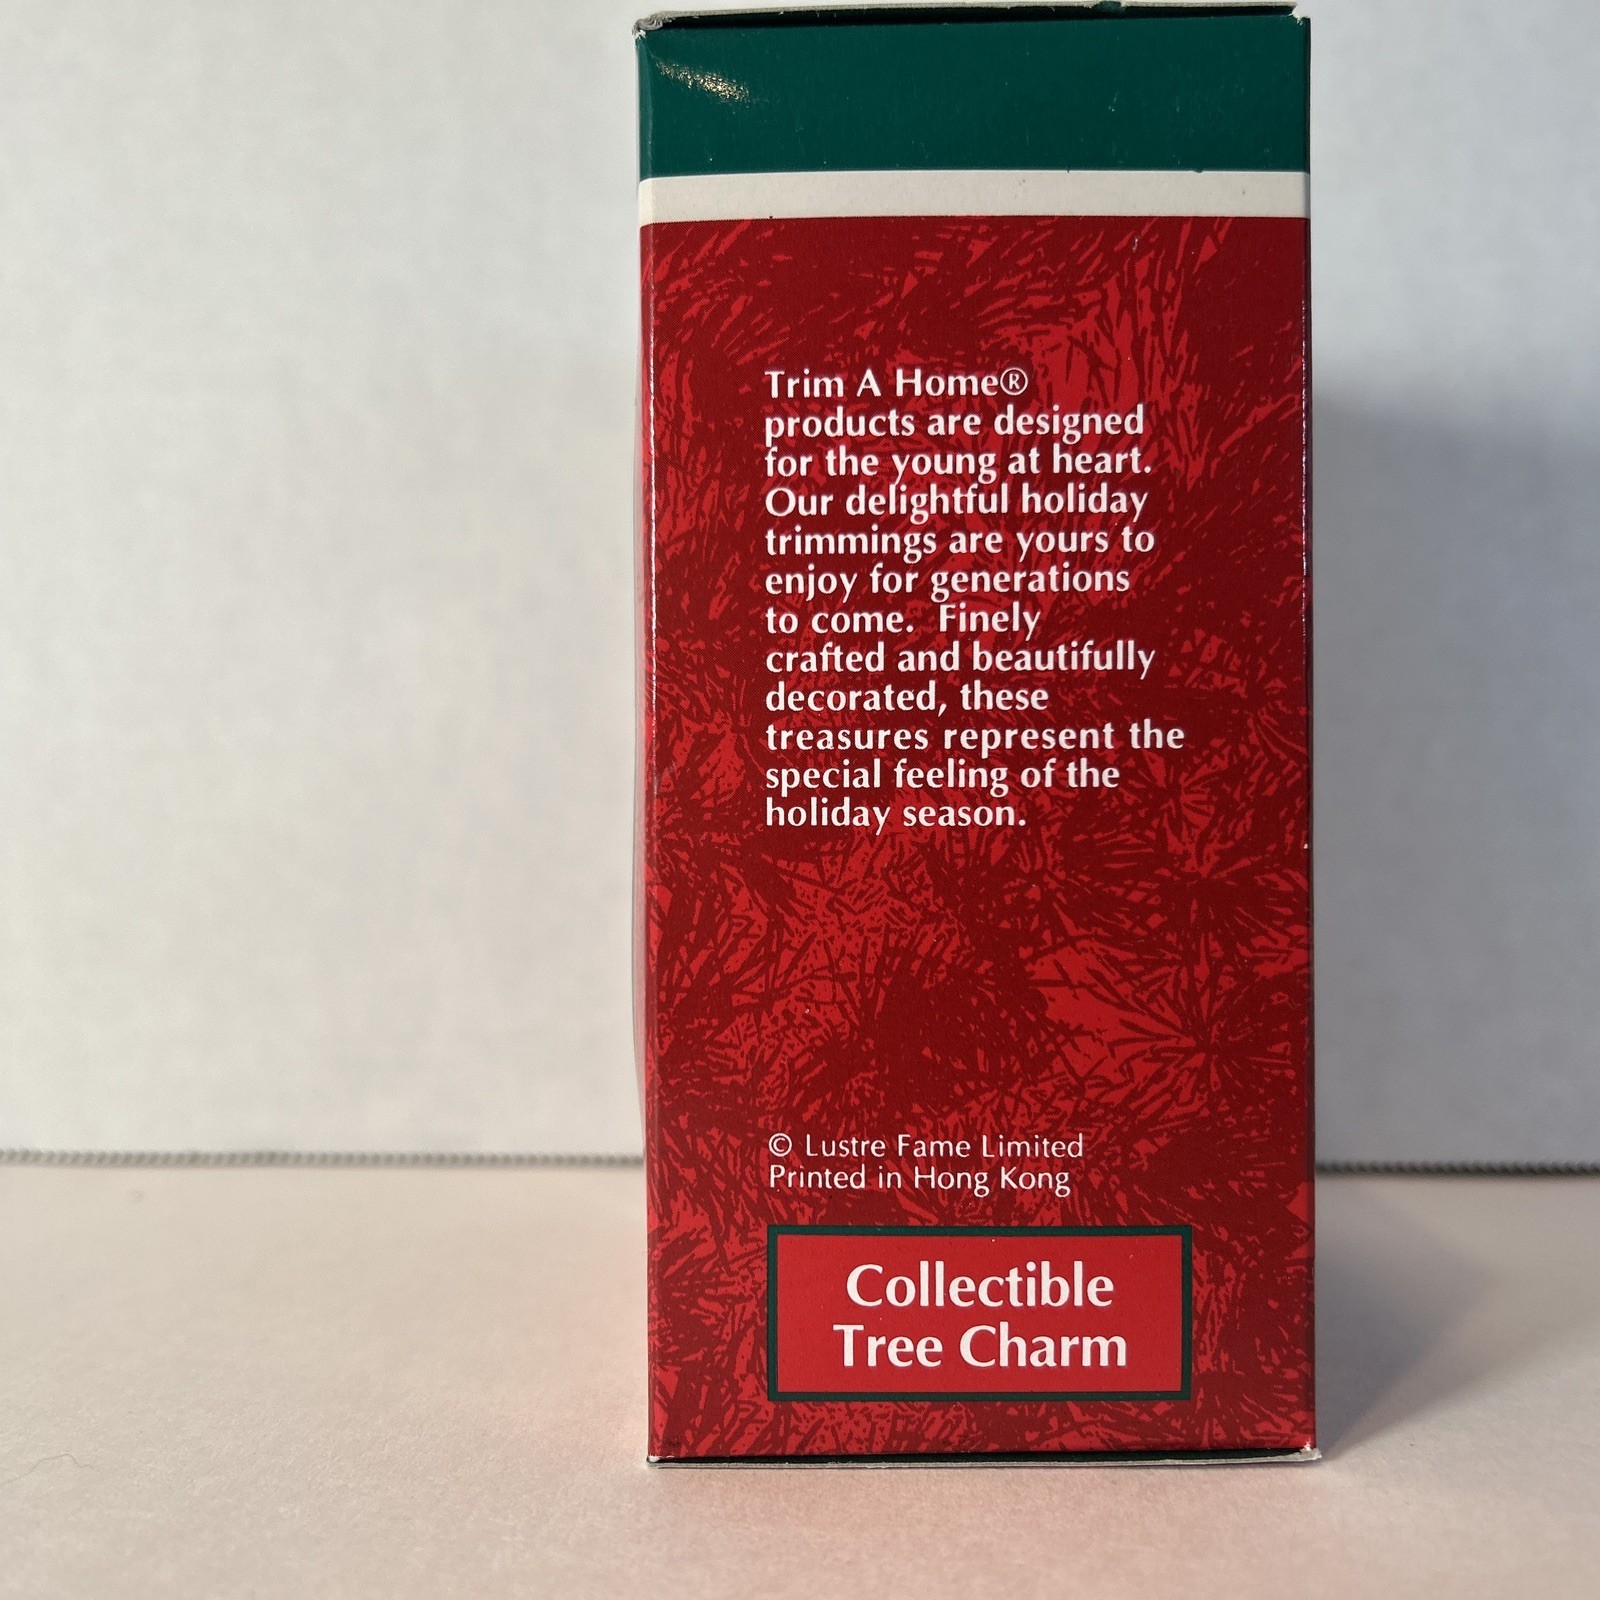 Trim A Home®
products are designed
for the young at heart.
Our delightful holiday
trimmings are yours to
enjoy for generations
to come.  Finely
crafted and beautifully
decorated, these
treasures represent the
special feeling of the
holiday season.
© Lustre Fame Limited
Printed in Hong Kong
Collectible
Tree Charm